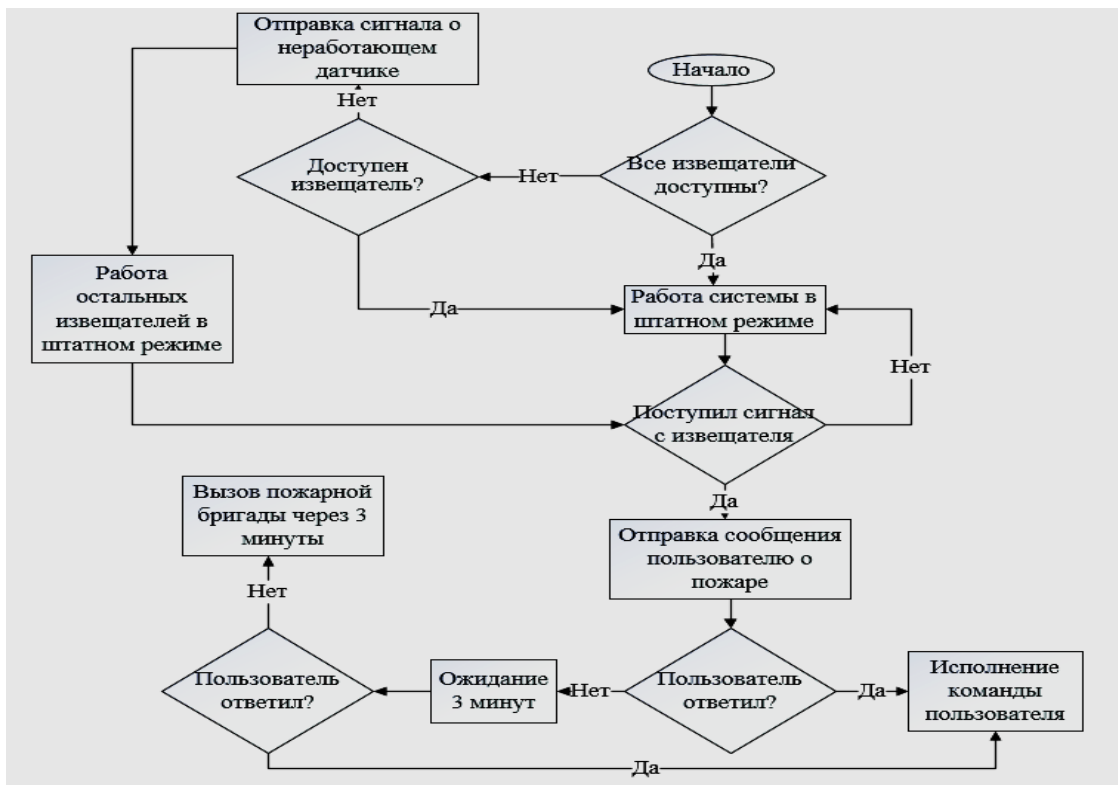 Отправка сигнала о
неработающем
датчике
Начало
Нет
Доступен
извещатель?
Нет
Все извещатели
доступны?
Да
Работа
остальных
извещателей в
штатном режиме
Да
Работа системы в
штатном режиме
Нет
Поступил сигнал
с извещателя
Да
Вызов пожарной
бригады через 3
минуты
Отправка сообщения
пользователю о
пожаре
Нет
Пользователь
ответил?
Ожидание
3 минут
Нет
Пользователь
ответил?
Да
Исполнение
команды
пользователя
Да